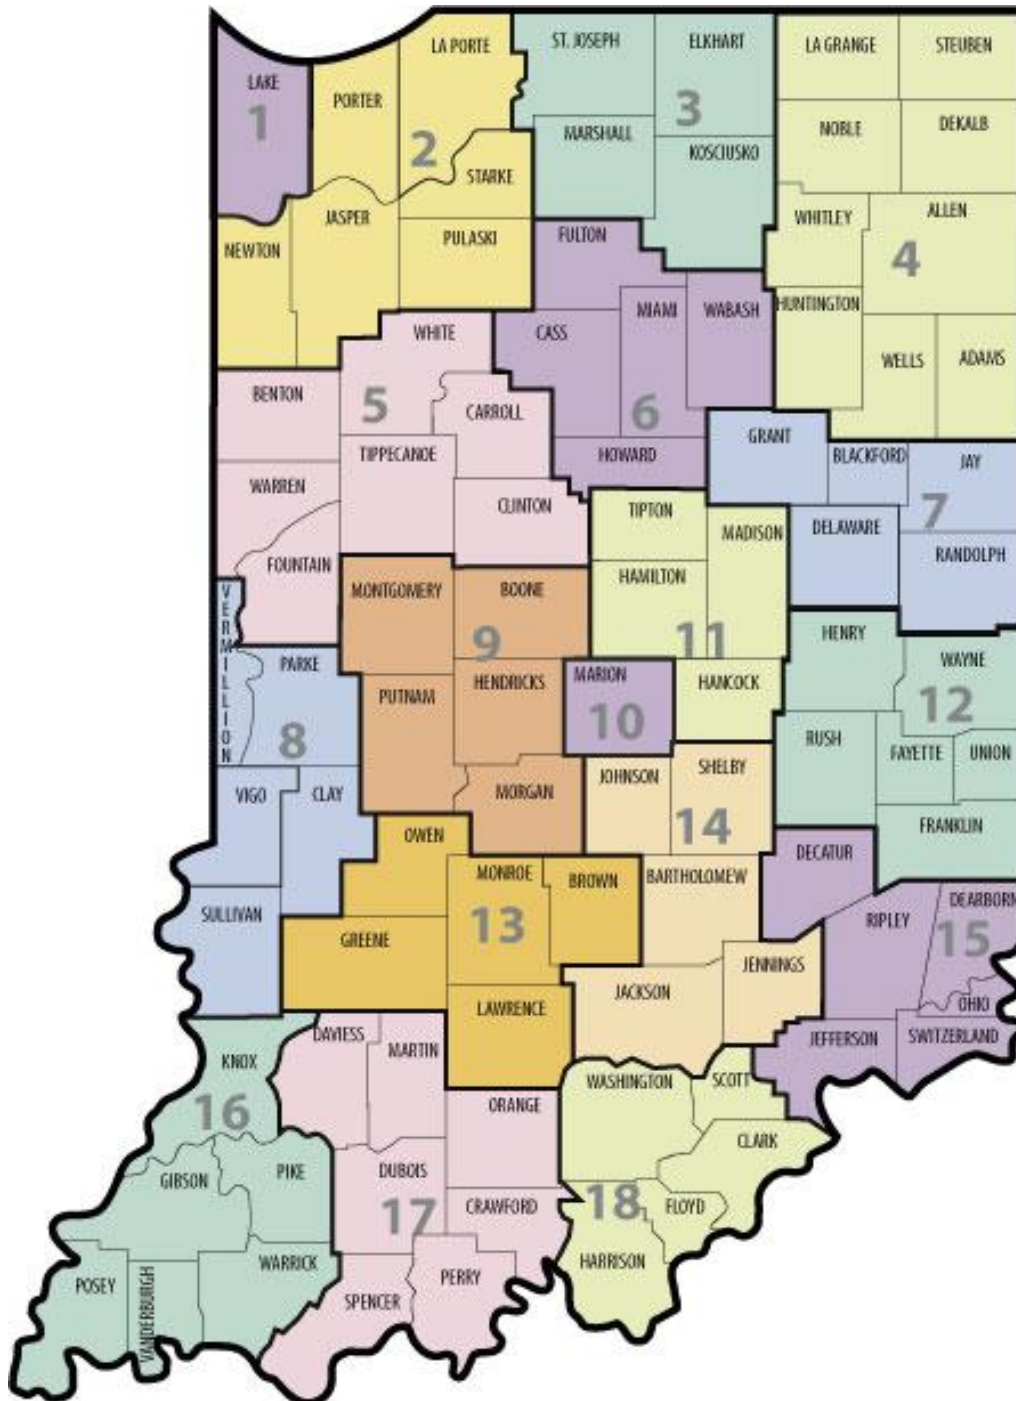 LA PORTE
ST. JOSEPH
ELKHART
LA GRANGE
STEUBEN
LAKE
1
PORTER
2
3
MARSHALL
KOSCIUSKO
NOBLE
DEKALB
STARKE
JASPER
PULASKI
NEWTON
FULTON
WHITLEY
ALLEN
4
WHITE
CASS
MIAMI
WABASH
HUNTINGTON
WELLS
ADAMS
BENTON
5
CARROLL
6
GRANT
TIPPECANOE
HOWARD
BLACKFORD
JAY
WARREN
CLINTON
TIPTON
MADISON
DELAWARE
7
RANDOLPH
FOUNTAIN
HAMILTON
VERMILLION
MONTGOMERY
BOONE
9
11
HENRY
WAYNE
PARKE
PUTNAM
HENDRICKS
MARION
10
HANCOCK
12
8
RUSH
FAYETTE
UNION
VIGO
CLAY
MORGAN
JOHNSON
SHELBY
14
FRANKLIN
OWEN
MONROE
BROWN
BARTHOLOMEW
DECATUR
SULLIVAN
GREENE
13
RIPLEY
DEARBORN
15
JENNINGS
JACKSON
LAWRENCE
OHIO
JEFFERSON
SWITZERLAND
DAVIESS
MARTIN
KNOX
16
ORANGE
WASHINGTON
SCOTT
CLARK
GIBSON
PIKE
DUBOIS
17
CRAWFORD
18
FLOYD
HARRISON
POSEY
VANDERBURGH
WARRICK
SPENCER
PERRY